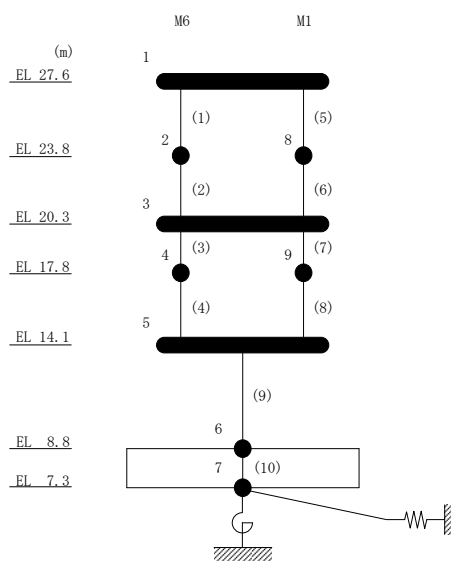 M6 M1
(m)
1
EL 27.6
(1) (5)
2 8
EL 23.8
(2) (6)
3
EL 20.3
(3) (7)
4 9
EL 17.8
(4) (8)
5
EL 14.1
(9)
6
EL 8.8
7 (10)
EL 7.3